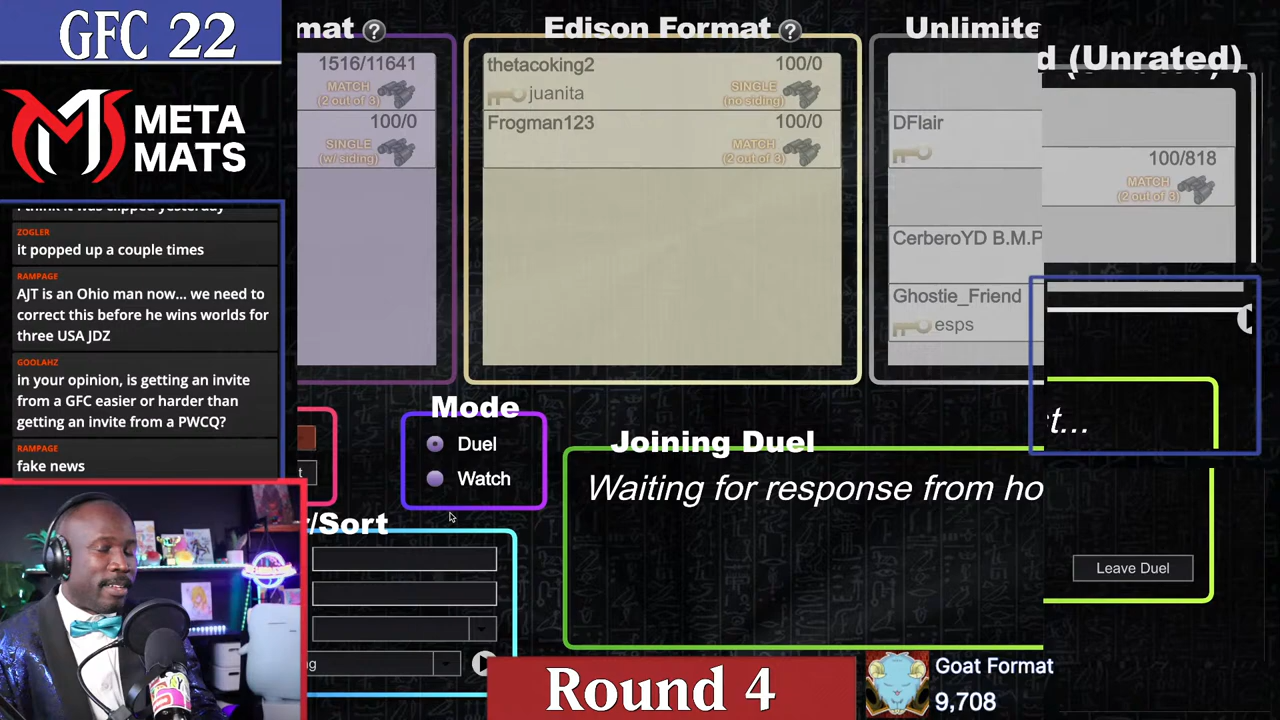 GFC 22
META
MATS
ZOGLER
it popped up a couple times
RAMPAGE
AJT is an Ohio man now... we need to
correct this before he wins worlds for
three USA JDZ
GOOLAHZ
in your opinion, is getting an invite
from a GFC easier or harder than
getting an invite from a PWCQ?
RAMPAGE
fake news
mat ?
1516/11641
MATCH
(2 out of 3)
100/0
SINGLE
(w/ siding)
Edison Format ?
thetacoking2
100/0
juanita
SINGLE
(no siding)
Frogman123
100/0
MATCH
(2 out of 3)
Unlimite
d (Unrated)
DFlair
100/818
MATCH
(2 out of 3)
CerberoYD B.M.P
Ghostie_Friend
esps
Mode
Duel
Watch
t
r/Sort
ng
Joining Duel
Waiting for response from ho
t...
Leave Duel
Round 4
Goat Format
9,708